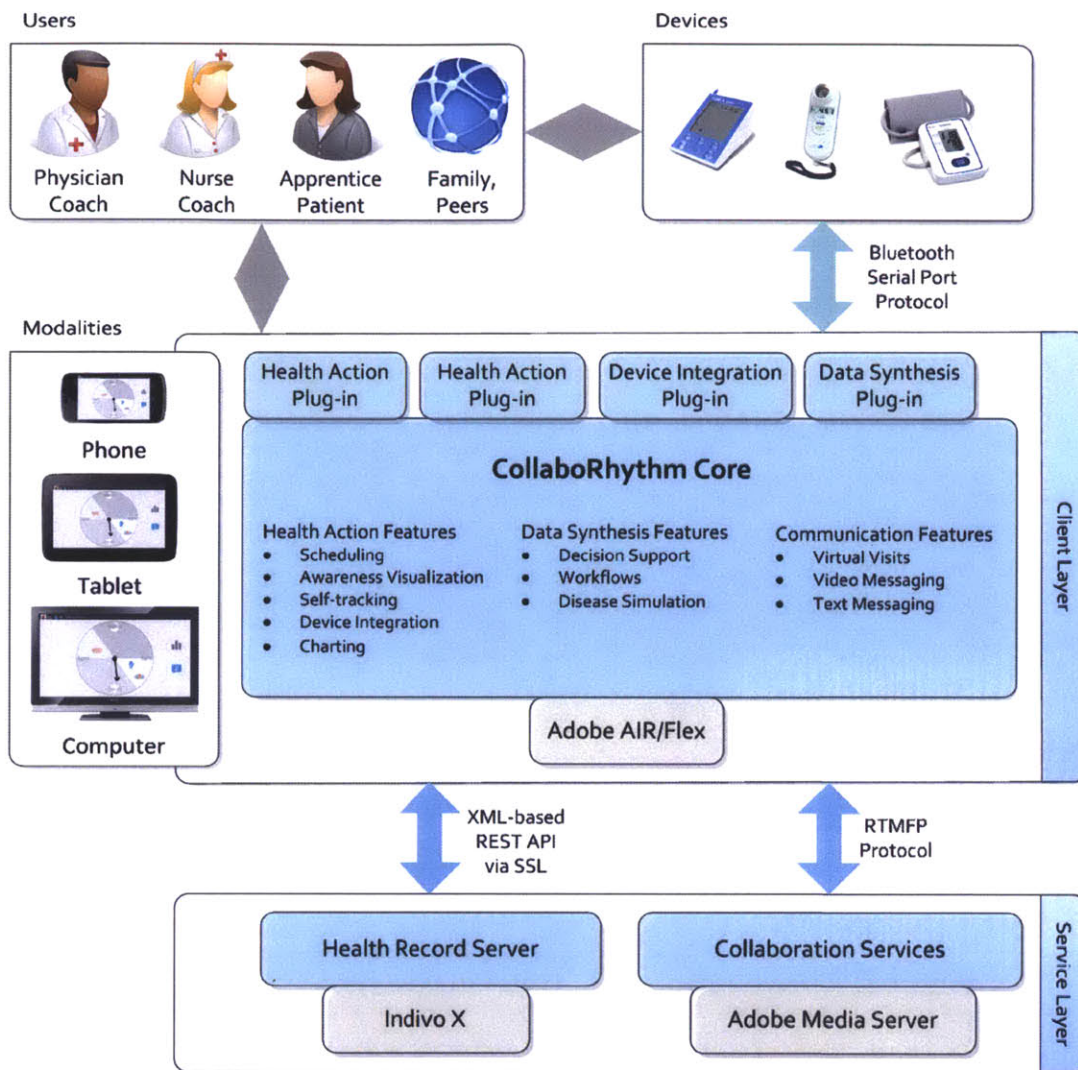 Users
Devices
Physician
Coach
Nurse
Coach
Apprentice
Patient
Family,
Peers
Bluetooth
Serial Port
Protocol
Modalities
Phone
Tablet
Computer
Health Action
Plug-in
Health Action
Plug-in
Device Integration
Plug-in
Data Synthesis
Plug-in
CollaboRhythm Core
Health Action Features
• Scheduling
• Awareness Visualization
• Self-tracking
• Device Integration
• Charting
Data Synthesis Features
• Decision Support
• Workflows
• Disease Simulation
Communication Features
• Virtual Visits
• Video Messaging
• Text Messaging
Adobe AIR/Flex
Client Layer
XML-based
REST API
via SSL
RTMFP
Protocol
Health Record Server
Indivo X
Collaboration Services
Adobe Media Server
Service Layer